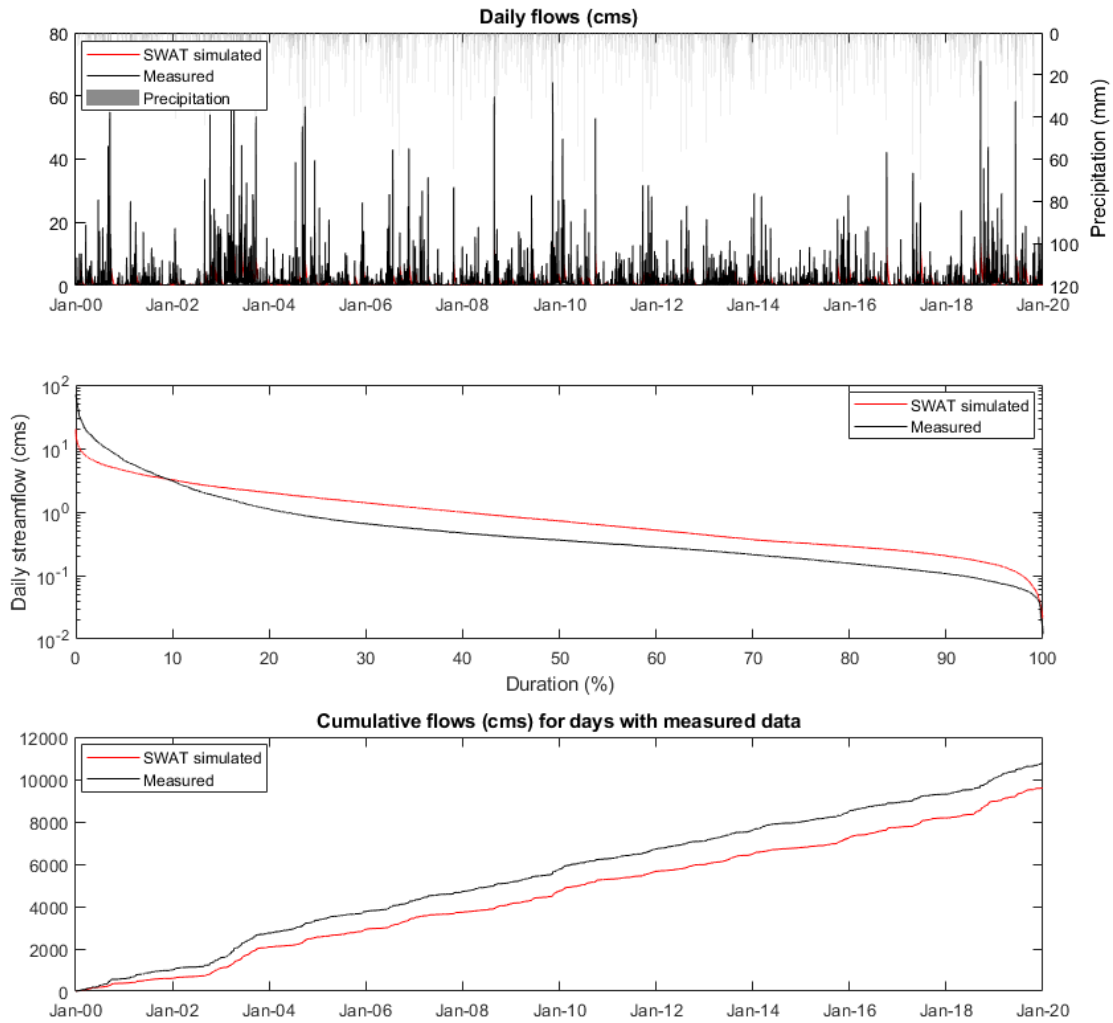 Daily flows (cms)
80
60
40
20
0
SWAT simulated
Measured
Precipitation
0
20
40
60
80
100
120
Precipitation (mm)
Jan-00
Jan-02
Jan-04
Jan-06
Jan-08
Jan-10
Jan-12
Jan-14
Jan-16
Jan-18
Jan-20
Daily streamflow (cms)
10^2
10^1
10^0
10^-1
10^-2
SWAT simulated
Measured
0
10
20
30
40
50
60
70
80
90
100
Duration (%)
Cumulative flows (cms) for days with measured data
12000
10000
8000
6000
4000
2000
0
SWAT simulated
Measured
Jan-00
Jan-02
Jan-04
Jan-06
Jan-08
Jan-10
Jan-12
Jan-14
Jan-16
Jan-18
Jan-20